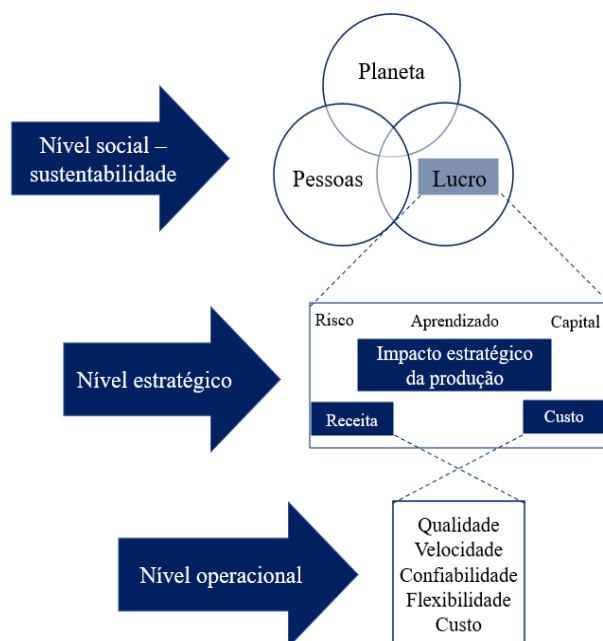 Planeta
Nível social –
sustentabilidade
Pessoas
Lucro
Risco
Aprendizado
Capital
Impacto estratégico
da produção
Nível estratégico
Receita
Custo
Qualidade
Velocidade
Confiabilidade
Flexibilidade
Custo
Nível operacional